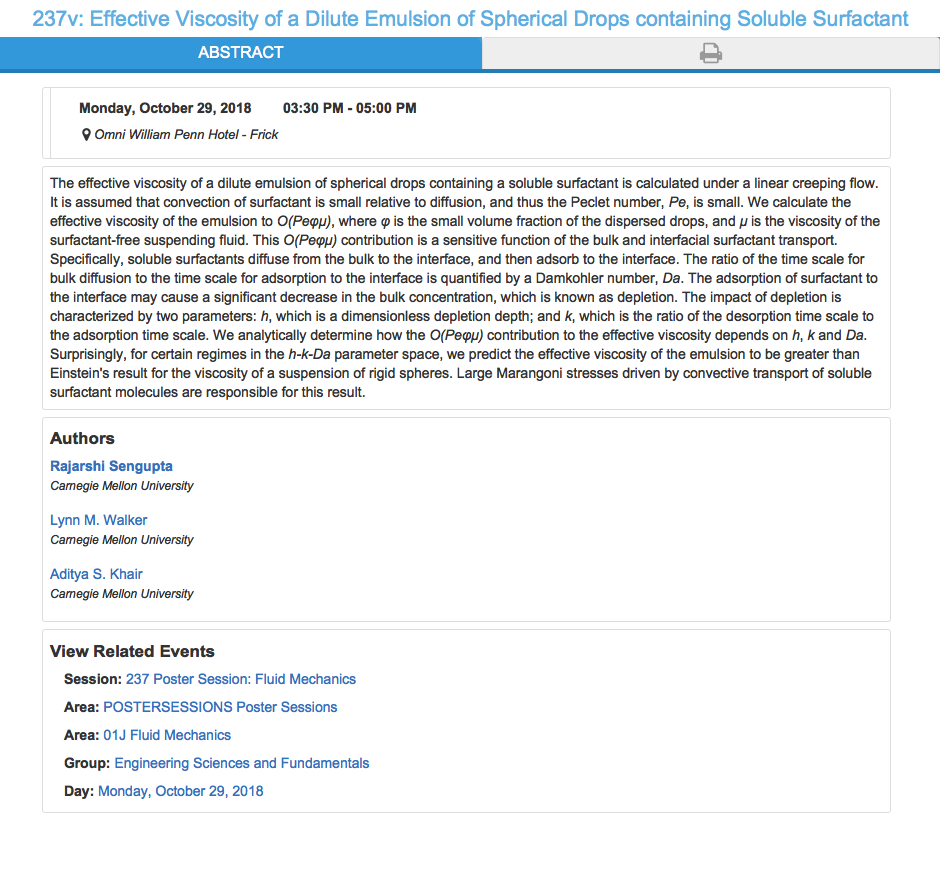 237v: Effective Viscosity of a Dilute Emulsion of Spherical Drops containing Soluble Surfactant
ABSTRACT
Monday, October 29, 2018 03:30 PM - 05:00 PM
Omni William Penn Hotel - Frick
The effective viscosity of a dilute emulsion of spherical drops containing a soluble surfactant is calculated under a linear creeping flow.
It is assumed that convection of surfactant is small relative to diffusion, and thus the Peclet number, Pe, is small. We calculate the
effective viscosity of the emulsion to O(Peφμ), where φ is the small volume fraction of the dispersed drops, and μ is the viscosity of the
surfactant-free suspending fluid. This O(Peφμ) contribution is a sensitive function of the bulk and interfacial surfactant transport.
Specifically, soluble surfactants diffuse from the bulk to the interface, and then adsorb to the interface. The ratio of the time scale for
bulk diffusion to the time scale for adsorption to the interface is quantified by a Damkohler number, Da. The adsorption of surfactant to
the interface may cause a significant decrease in the bulk concentration, which is known as depletion. The impact of depletion is
characterized by two parameters: h, which is a dimensionless depletion depth; and k, which is the ratio of the desorption time scale to
the adsorption time scale. We analytically determine how the O(Peφμ) contribution to the effective viscosity depends on h, k and Da.
Surprisingly, for certain regimes in the h-k-Da parameter space, we predict the effective viscosity of the emulsion to be greater than
Einstein's result for the viscosity of a suspension of rigid spheres. Large Marangoni stresses driven by convective transport of soluble
surfactant molecules are responsible for this result.
Authors
Rajarshi Sengupta
Carnegie Mellon University
Lynn M. Walker
Carnegie Mellon University
Aditya S. Khair
Carnegie Mellon University
View Related Events
Session: 237 Poster Session: Fluid Mechanics
Area: POSTERSESSIONS Poster Sessions
Area: 01J Fluid Mechanics
Group: Engineering Sciences and Fundamentals
Day: Monday, October 29, 2018